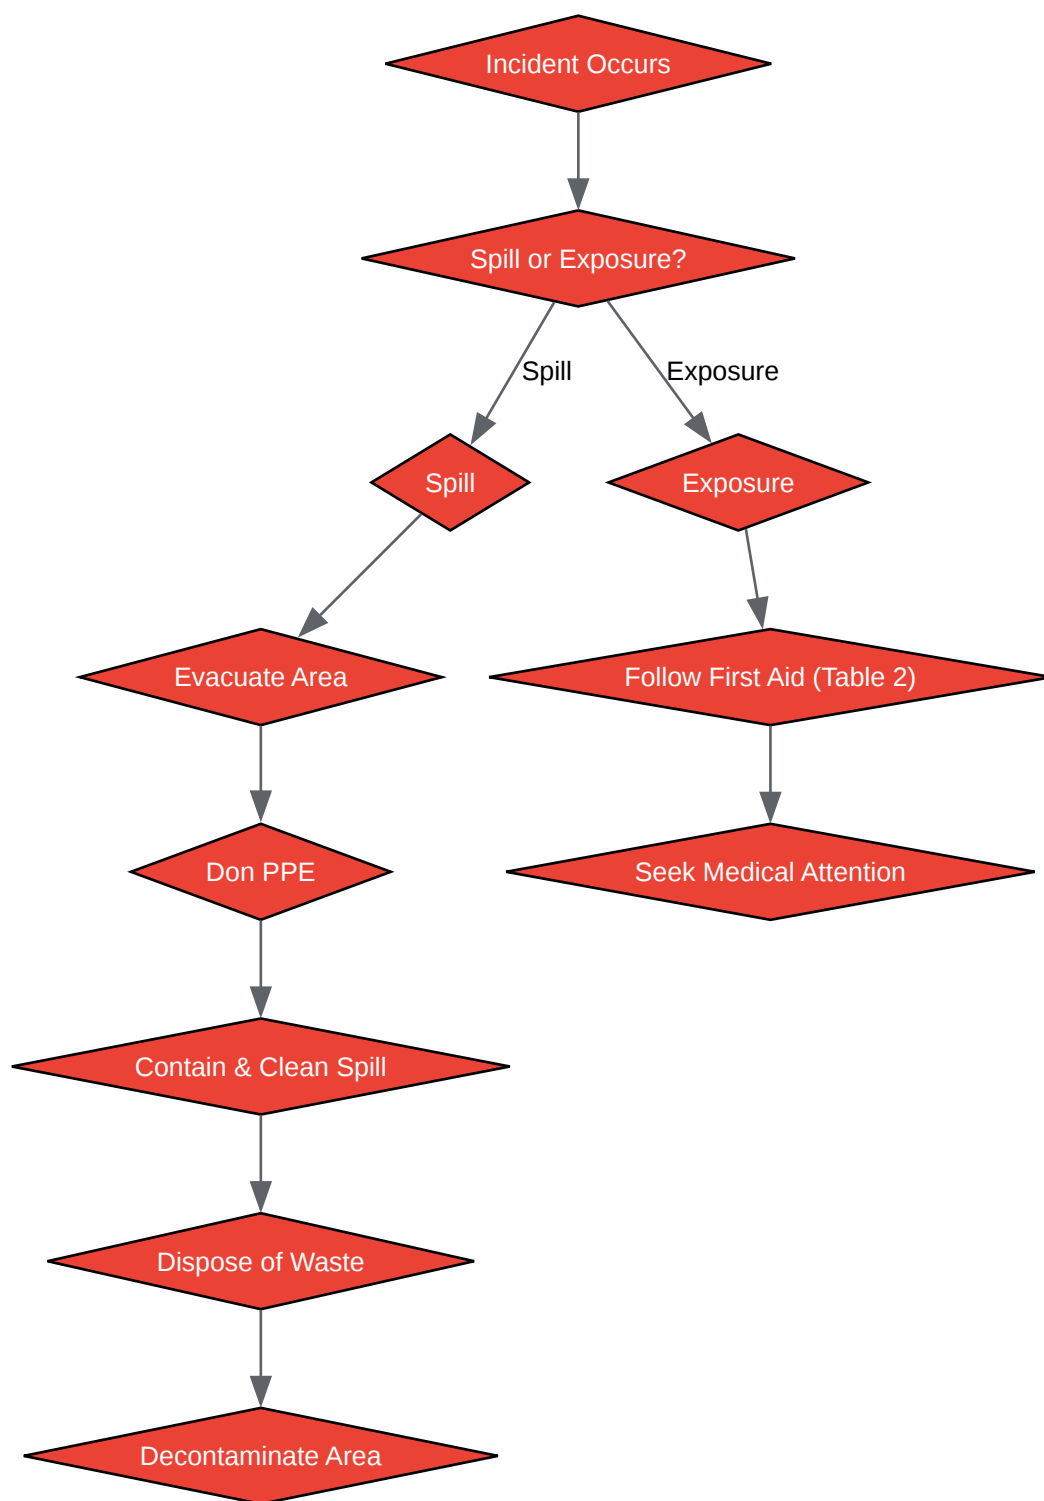 Incident Occurs
Spill or Exposure?
Spill
Exposure
Spill
Exposure
Evacuate Area
Follow First Aid (Table 2)
Don PPE
Seek Medical Attention
Contain & Clean Spill
Dispose of Waste
Decontaminate Area